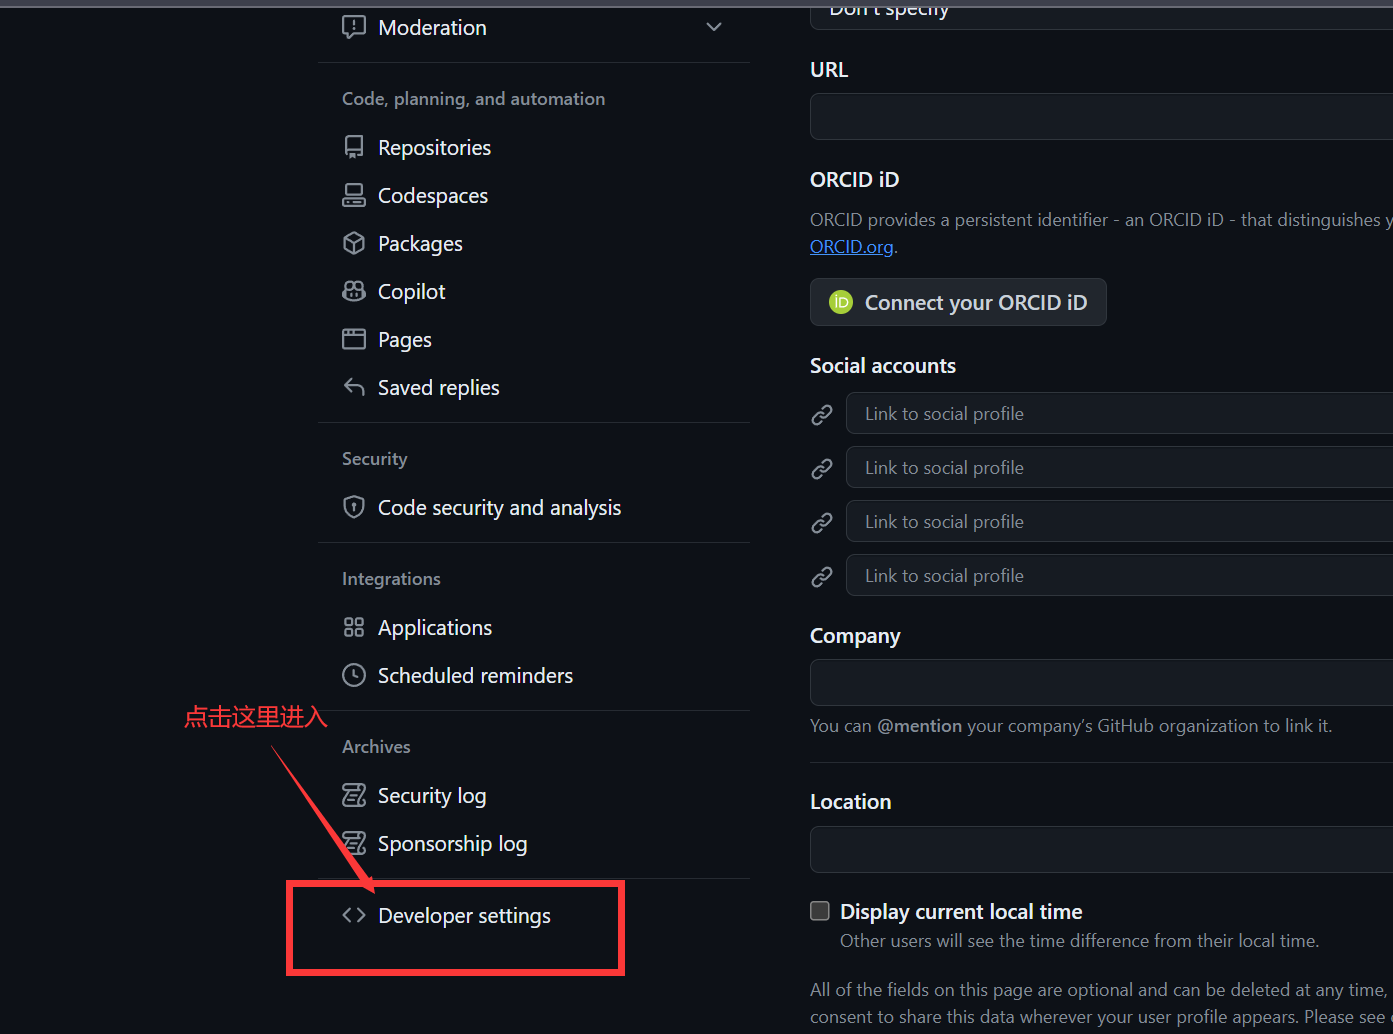 Moderation
Code, planning, and automation
Repositories
Codespaces
Packages
Copilot
Pages
Saved replies
Security
Code security and analysis
Integrations
Applications
Scheduled reminders
点击这里进入
Archives
Security log
Sponsorship log
Developer settings
Don't specify
URL
ORCID iD
ORCID provides a persistent identifier - an ORCID iD - that distinguishes
ORCID.org.
iD Connect your ORCID iD
Social accounts
Link to social profile
Link to social profile
Link to social profile
Link to social profile
Company
You can @mention your company’s GitHub organization to link it.
Location
Display current local time
Other users will see the time difference from their local time.
All of the fields on this page are optional and can be deleted at any time,
consent to share this data wherever your user profile appears. Please see